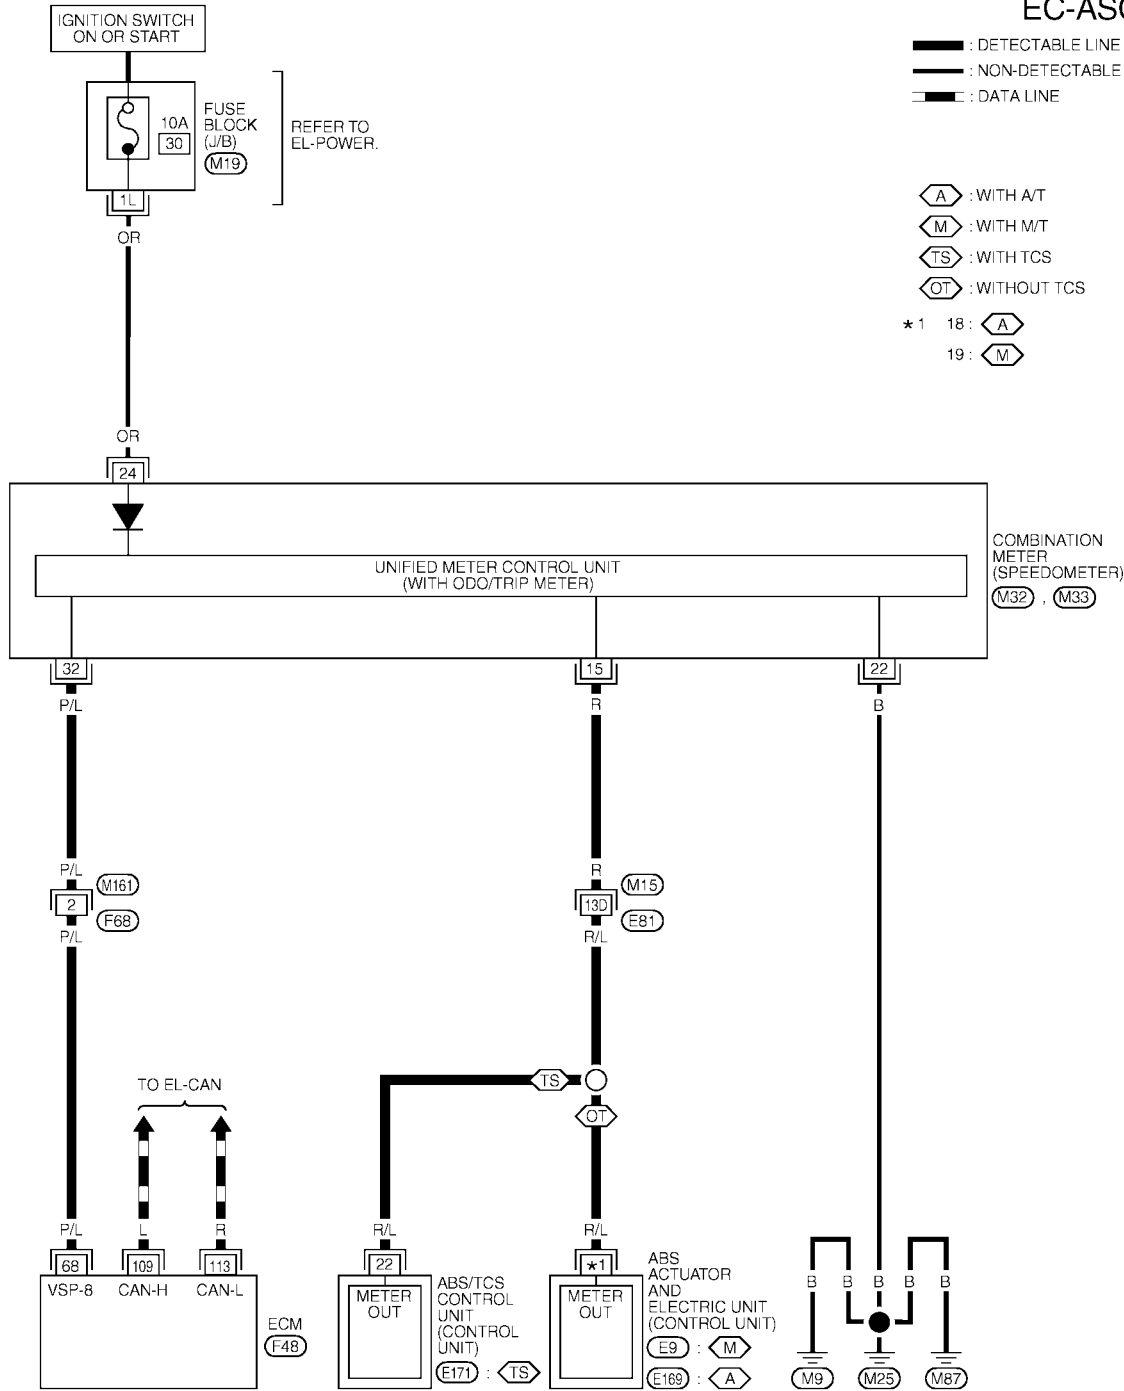 EC-ASC
IGNITION SWITCH
ON OR START
: DETECTABLE LINE
: NON-DETECTABLE
: DATA LINE
10A
30
FUSE
BLOCK
(J/B)
M19
REFER TO
EL-POWER.
1L
OR
A : WITH A/T
M : WITH M/T
TS : WITH TCS
OT : WITHOUT TCS
*1 18 : A
19 : M
OR
24
UNIFIED METER CONTROL UNIT
(WITH ODO/TRIP METER)
COMBINATION
METER
(SPEEDOMETER)
M32 , M33
32
15
22
P/L
R
B
P/L
M161
2
F68
P/L
R
M15
13D
E81
R/L
TO EL-CAN
TS
OT
P/L
L
R
R/L
R/L
68
109
113
22
*1
VSP-8
CAN-H
CAN-L
ECM
F48
METER
OUT
ABS/TCS
CONTROL
UNIT
(CONTROL
UNIT)
E171 : TS
METER
OUT
ABS
ACTUATOR
AND
ELECTRIC UNIT
(CONTROL UNIT)
E9 : M
E169 : A
B B B B B
M9
M25
M87